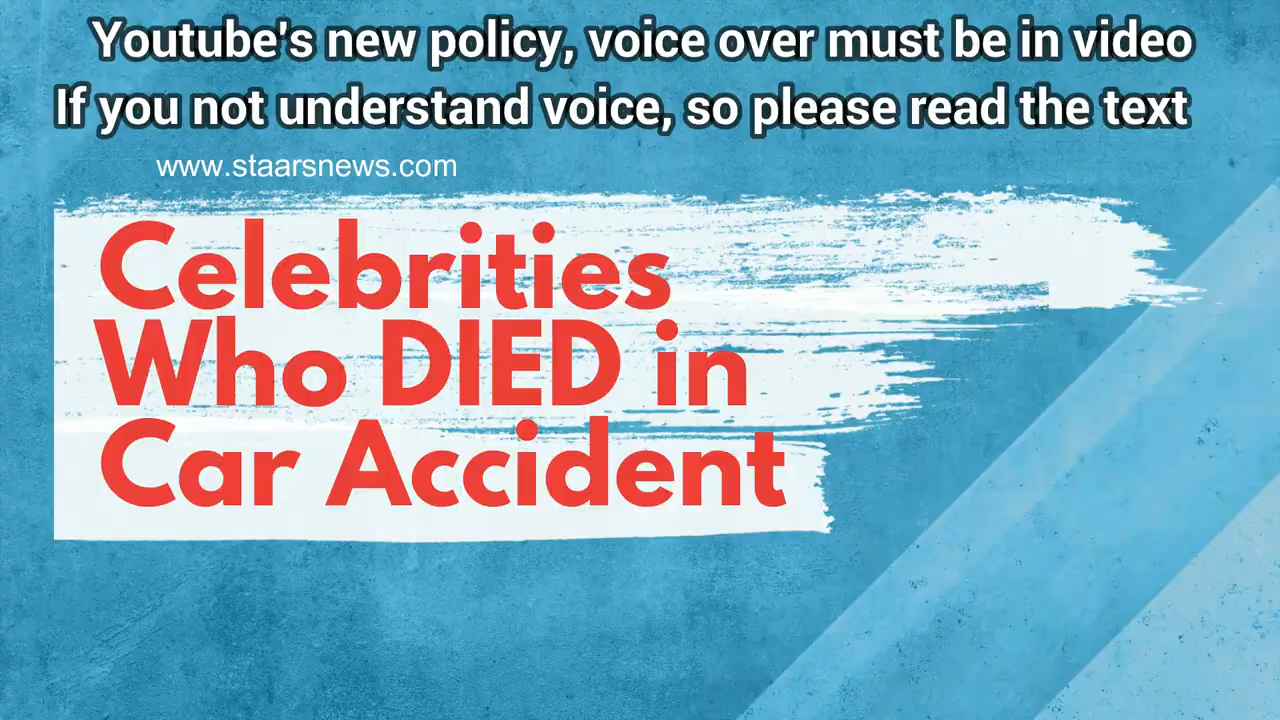 Youtube's new policy, voice over must be in video
If you not understand voice, so please read the text
www.staarsnews.com
Celebrities
Who DIED in
Car Accident